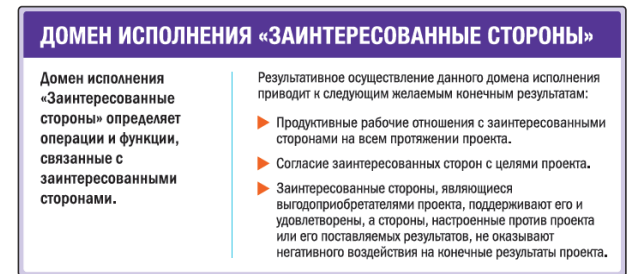 ДОМЕН ИСПОЛНЕНИЯ «ЗАИНТЕРЕСОВАННЫЕ СТОРОНЫ»
Домен исполнения
«Заинтересованные
стороны» определяет
операции и функции,
связанные с
заинтересованными
сторонами.
Результативное осуществление данного домена исполнения
приводит к следующим желаемым конечным результатам:
Продуктивные рабочие отношения с заинтересованными
сторонами на всем протяжении проекта.
Согласие заинтересованных сторон с целями проекта.
Заинтересованные стороны, являющиеся
выгодоприобретателями проекта, поддерживают его и
удовлетворены, а стороны, настроенные против проекта
или его поставляемых результатов, не оказывают
негативного воздействия на конечные результаты проекта.